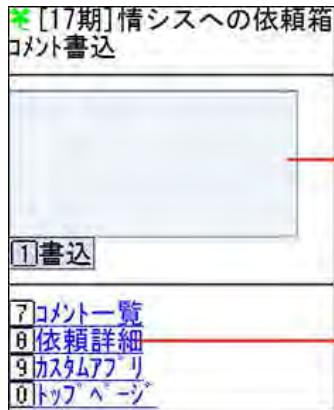 [17期]情シスへの依頼箱
ｺﾒﾝﾄ書込
1書込
7ｺﾒﾝﾄ一覧
8依頼詳細
9ｶｽﾀﾑｱﾌﾟﾘ
0ﾄｯﾌﾟﾍﾟｰｼﾞ